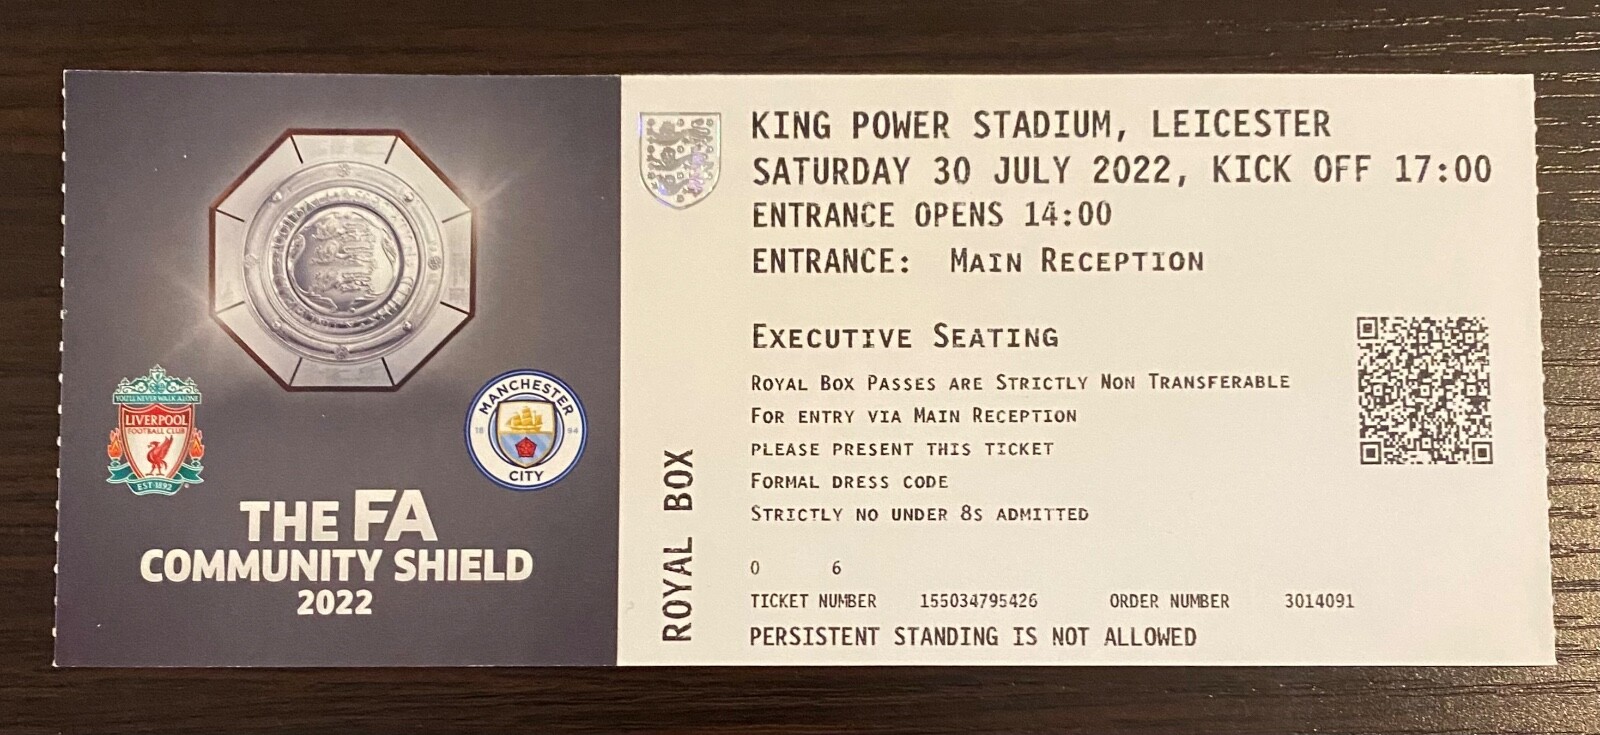 YOU'LL NEVER WALK ALONE
LIVERPOOL
FOOTBALL CLUB
EST·1892
MANCHESTER
18 94
CITY
THE FA
COMMUNITY SHIELD
2022
ROYAL BOX
KING POWER STADIUM, LEICESTER
SATURDAY 30 JULY 2022, KICK OFF 17:00
ENTRANCE OPENS 14:00
ENTRANCE: MAIN RECEPTION
EXECUTIVE SEATING
ROYAL BOX PASSES ARE STRICTLY NON TRANSFERABLE
FOR ENTRY VIA MAIN RECEPTION
PLEASE PRESENT THIS TICKET
FORMAL DRESS CODE
STRICTLY NO UNDER 8S ADMITTED
0 6
TICKET NUMBER 155034795426 ORDER NUMBER 3014091
PERSISTENT STANDING IS NOT ALLOWED